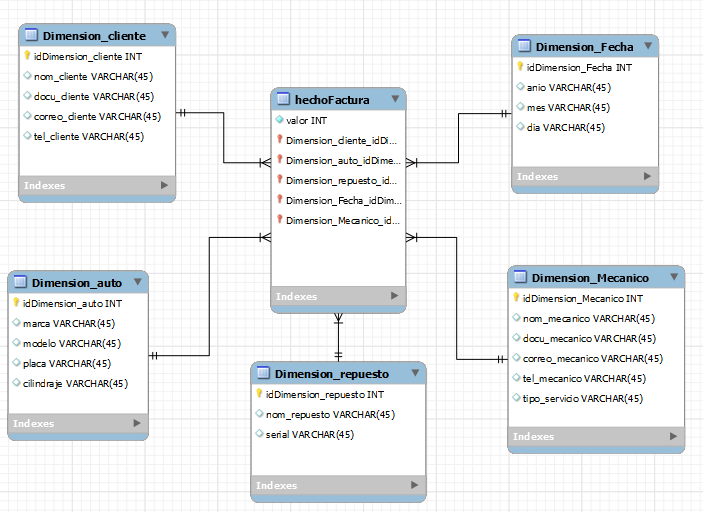 Dimension_cliente
idDimension_cliente INT
nom_cliente VARCHAR(45)
docu_cliente VARCHAR(45)
correo_cliente VARCHAR(45)
tel_cliente VARCHAR(45)
Indexes
hechoFactura
valor INT
Dimension_cliente_idDi...
Dimension_auto_idDime...
Dimension_repuesto_id...
Dimension_Fecha_idDim...
Dimension_Mecanico_id...
Indexes
Dimension_Fecha
idDimension_Fecha INT
anio VARCHAR(45)
mes VARCHAR(45)
dia VARCHAR(45)
Indexes
Dimension_auto
idDimension_auto INT
marca VARCHAR(45)
modelo VARCHAR(45)
placa VARCHAR(45)
cilindraje VARCHAR(45)
Indexes
Dimension_repuesto
idDimension_repuesto INT
nom_repuesto VARCHAR(45)
serial VARCHAR(45)
Indexes
Dimension_Mecanico
idDimension_Mecanico INT
nom_mecanico VARCHAR(45)
docu_mecanico VARCHAR(45)
correo_mecanico VARCHAR(45)
tel_mecanico VARCHAR(45)
tipo_servicio VARCHAR(45)
Indexes